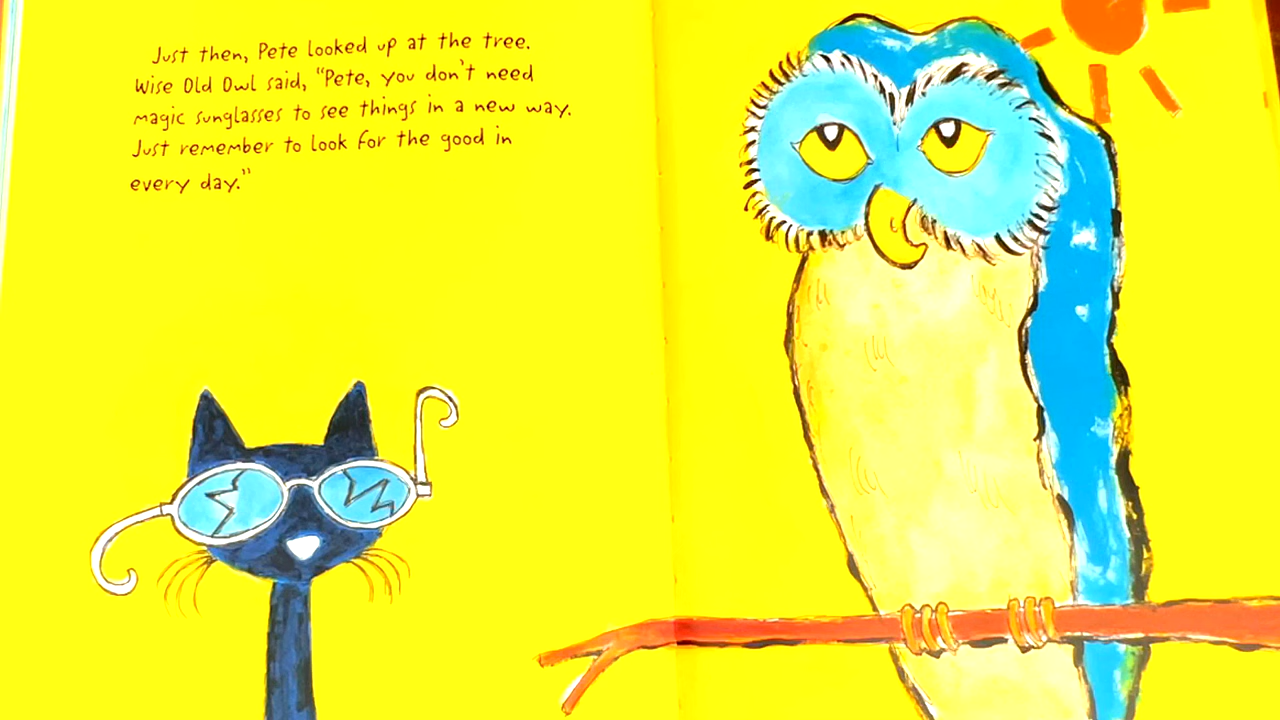 Just then, Pete looked up at the tree.
Wise Old Owl said, “Pete, you don't need
magic sunglasses to see things in a new way.
Just remember to look for the good in
every day.”